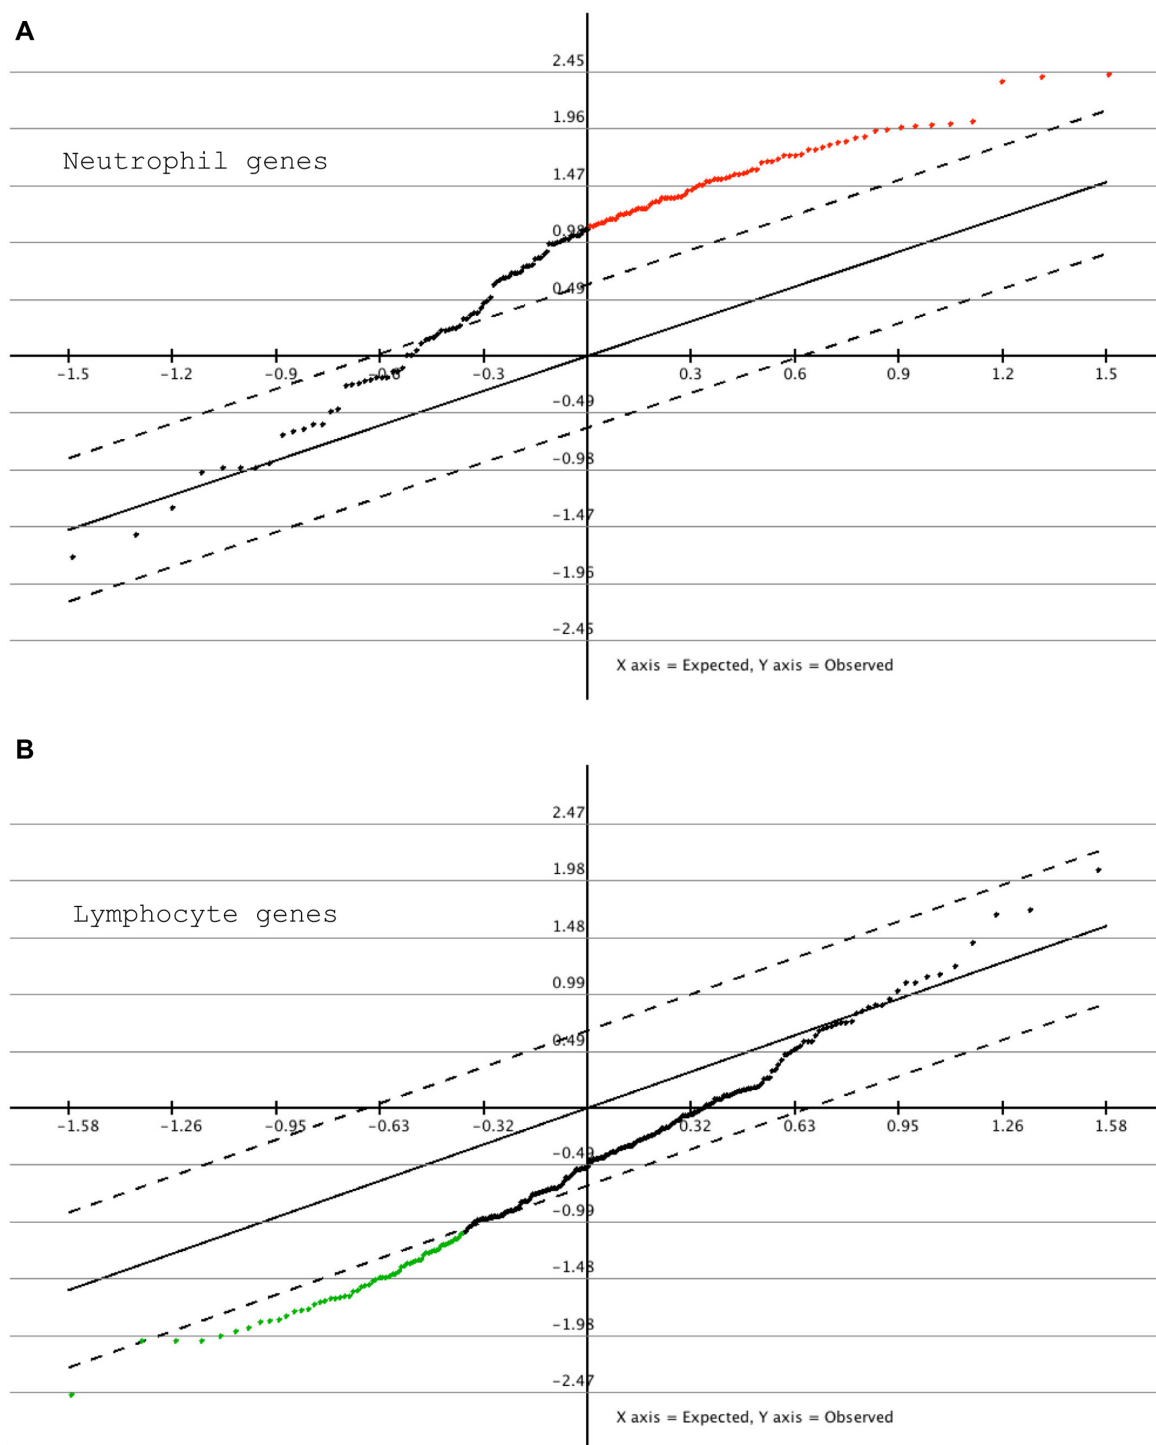 A
2.45
1.96
Neutrophil genes
1.47
0.98
0.49
-1.5 -1.2 -0.9 -0.6 -0.3 0.3 0.6 0.9 1.2 1.5
-0.49
-0.98
-1.47
-1.96
-2.45
X axis = Expected, Y axis = Observed
B
2.47
1.98
Lymphocyte genes
1.48
0.99
0.49
-1.58 -1.26 -0.95 -0.63 -0.32 0.32 0.63 0.95 1.26 1.58
-0.49
-0.99
-1.48
-1.98
-2.47
X axis = Expected, Y axis = Observed